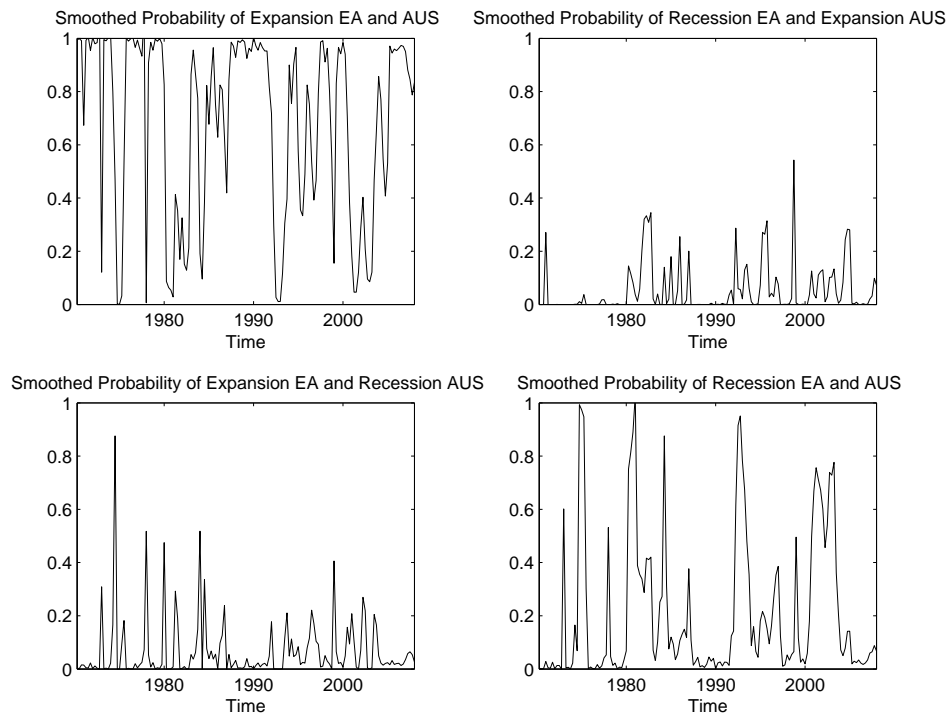 Smoothed Probability of Expansion EA and AUS
1
0.8
0.6
0.4
0.2
0
1980 1990 2000
Time
Smoothed Probability of Recession EA and Expansion AUS
1
0.8
0.6
0.4
0.2
0
1980 1990 2000
Time
Smoothed Probability of Expansion EA and Recession AUS
1
0.8
0.6
0.4
0.2
0
1980 1990 2000
Time
Smoothed Probability of Recession EA and AUS
1
0.8
0.6
0.4
0.2
0
1980 1990 2000
Time